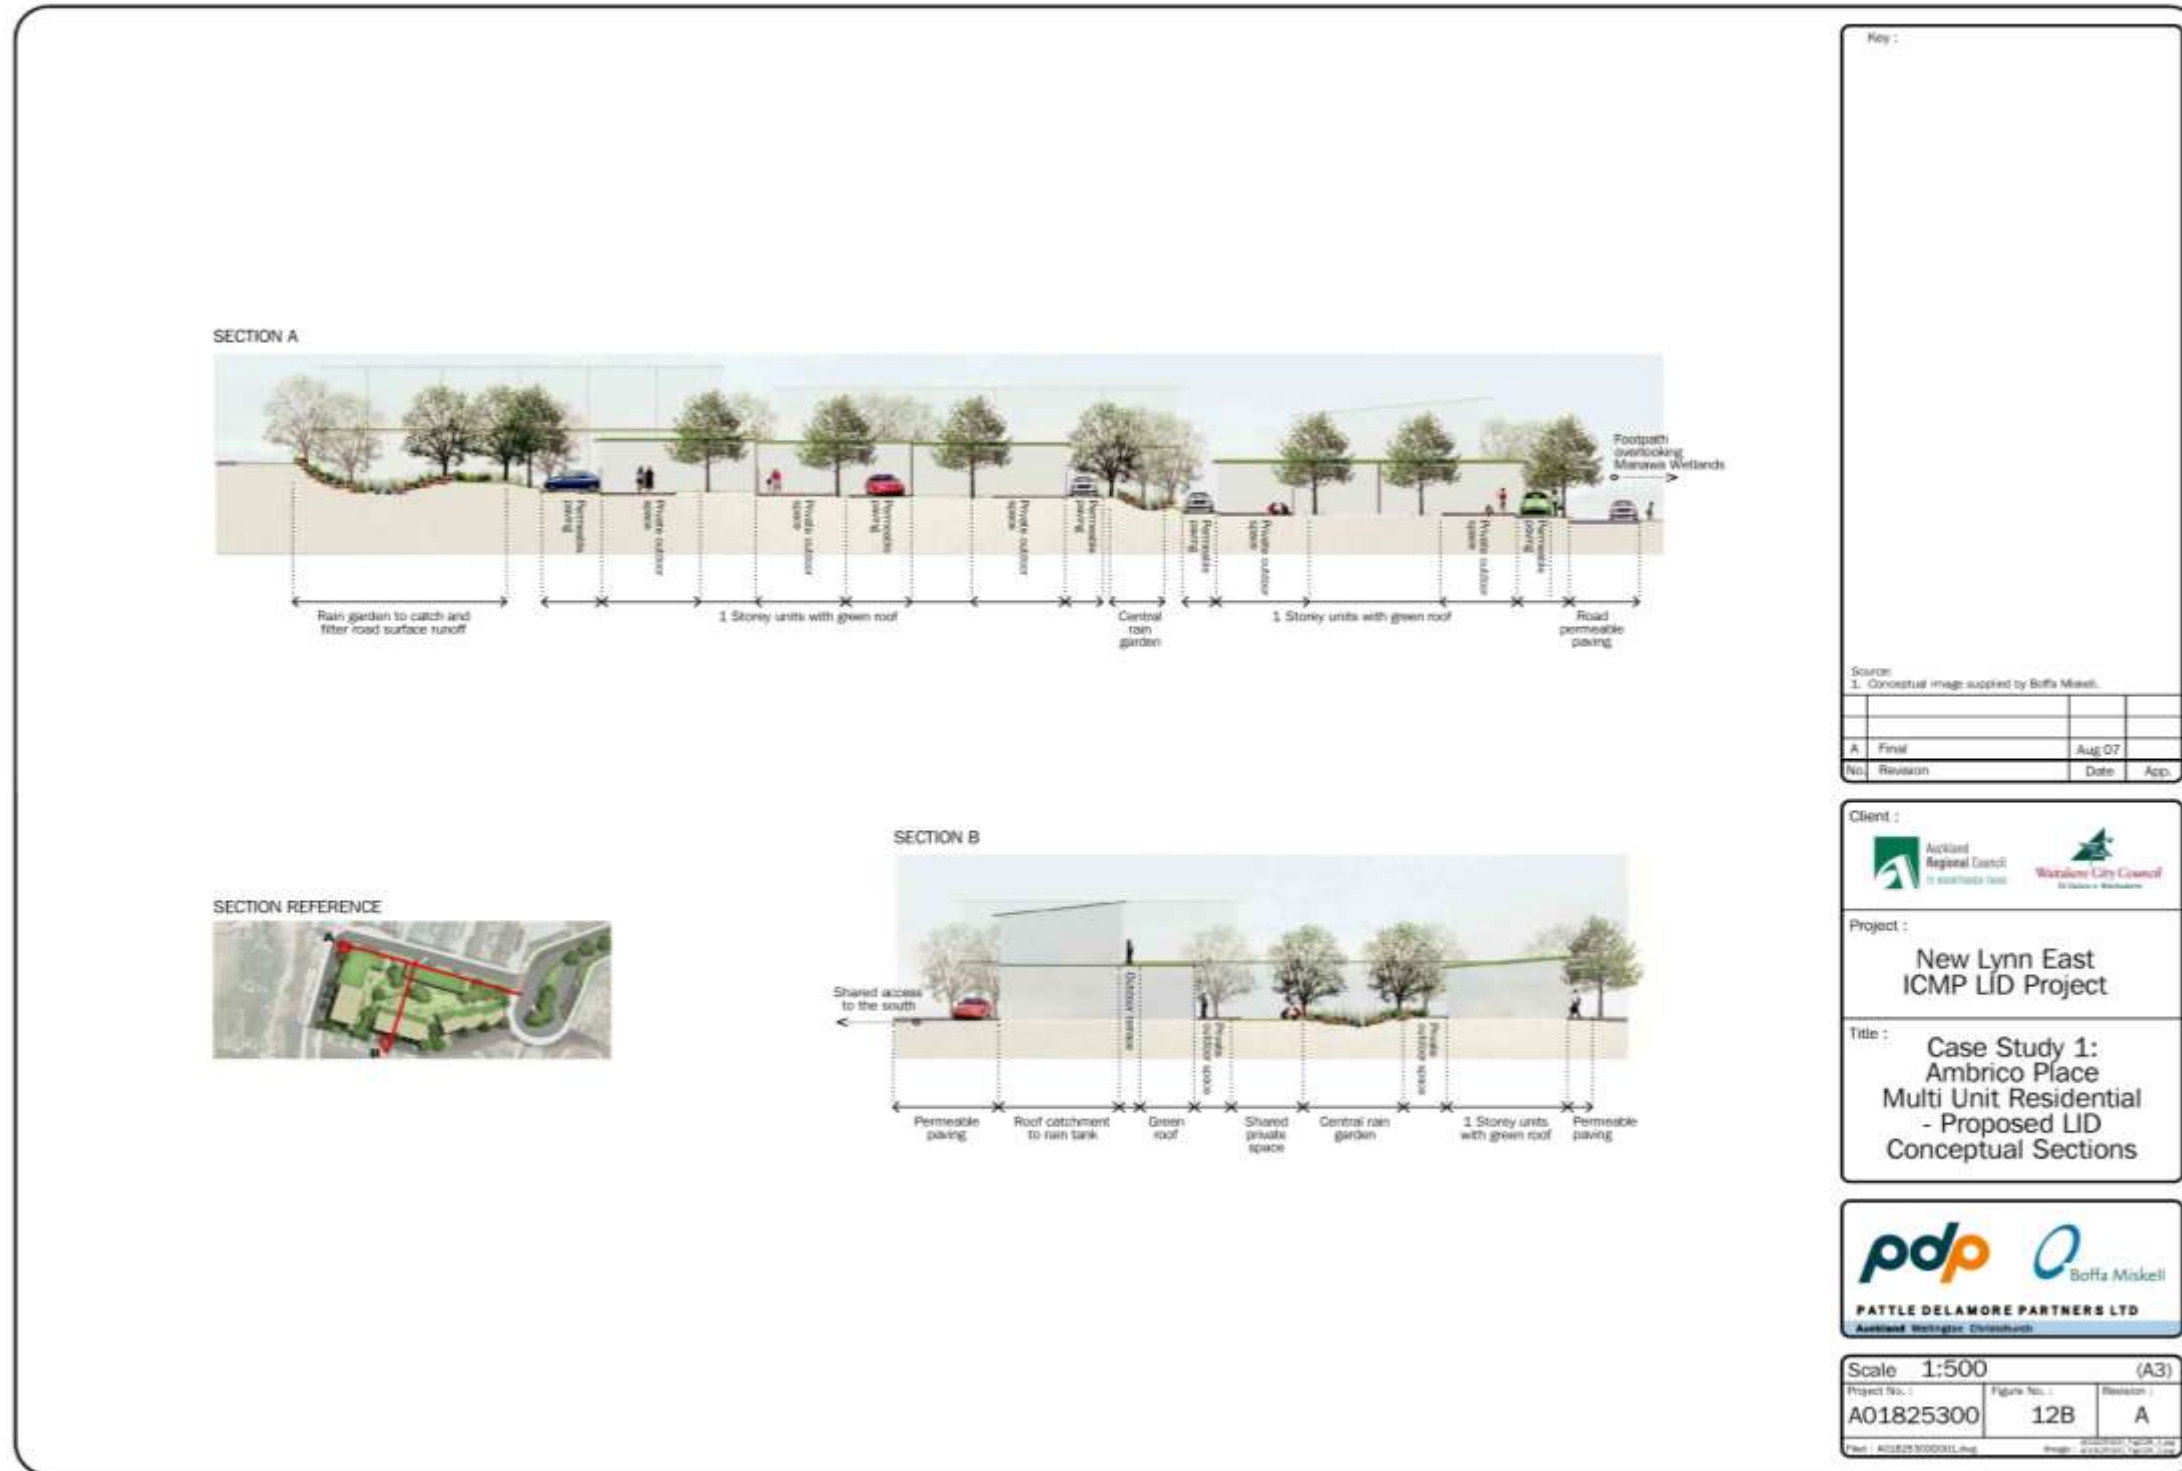 SECTION A
Footpath
overlooking
Manawa Wetlands
Permeable
paving
Private outdoor
space
Private outdoor
space
Permeable
paving
Private outdoor
space
Permeable
paving
Permeable
paving
Private outdoor
space
Private outdoor
space
Permeable
paving
Rain garden to catch and
filter road surface runoff
1 Storey units with green roof
Central
rain
garden
1 Storey units with green roof
Road
permeable
paving
SECTION REFERENCE
A
B
SECTION B
Shared access
to the south
Outdoor terrace
Private
outdoor space
Private
outdoor space
Permeable
paving
Roof catchment
to rain tank
Green
roof
Shared
private
space
Central rain
garden
1 Storey units
with green roof
Permeable
paving
Key :
Source:
1. Conceptual image supplied by Boffa Miskell.
A Final Aug 07
No. Revision Date App.
Client :
Auckland
Regional Council
Waitakere City Council
Project :
New Lynn East
ICMP LID Project
Title :
Case Study 1:
Ambrico Place
Multi Unit Residential
- Proposed LID
Conceptual Sections
pdp
Boffa Miskell
PATTLE DELAMORE PARTNERS LTD
Auckland Wellington Christchurch
Scale 1:500 (A3)
Project No. : Figure No. : Revision :
A01825300 12B A